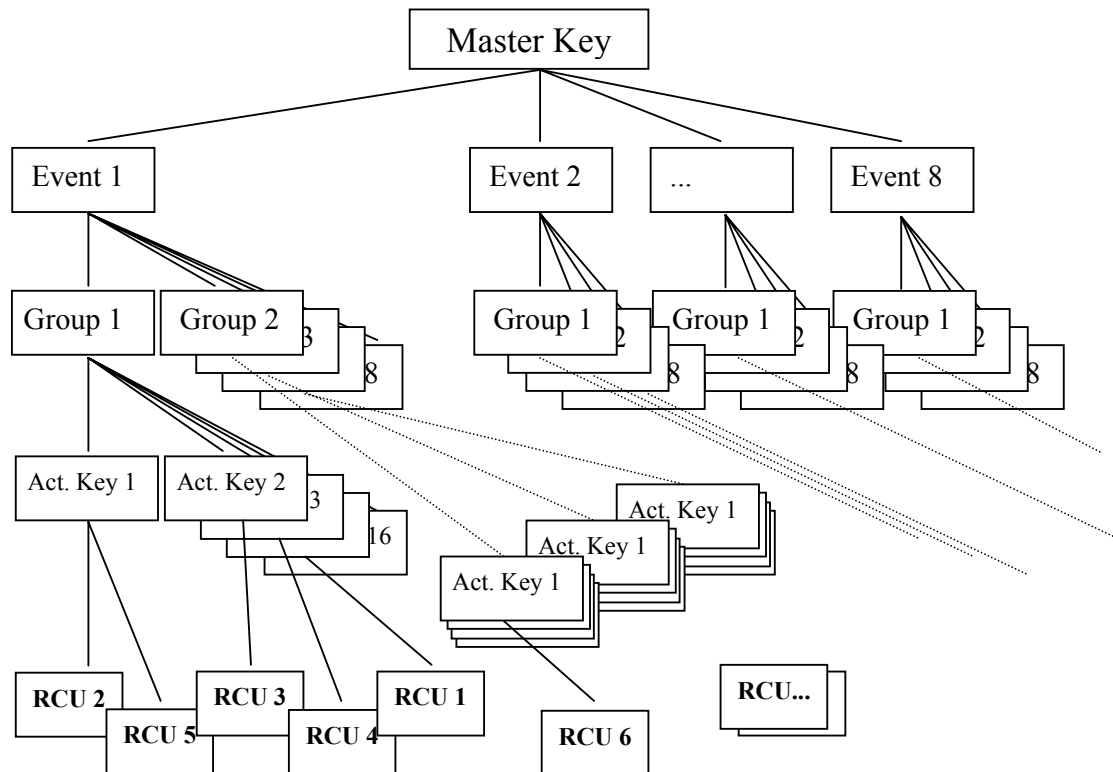 Master Key
Event 1
Event 2
...
Event 8
Group 1
Group 2
3
8
Group 1
2
8
Group 1
2
8
Group 1
2
8
Act. Key 1
Act. Key 2
3
16
Act. Key 1
Act. Key 1
Act. Key 1
RCU 2
RCU 5
RCU 3
RCU 4
RCU 1
RCU 6
RCU...